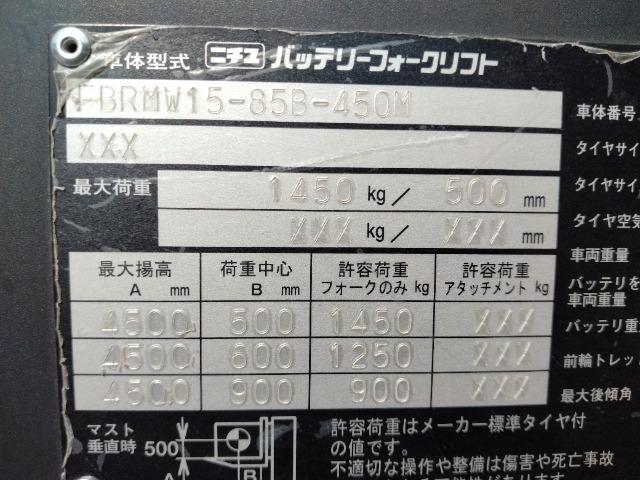 車体型式 ニチユ バッテリーフォークリフト
FBRMW15-85B-450M
XXX
最大荷重 1450 kg/ 500 mm
XXX kg/ XXX mm
最大揚高 A mm 荷重中心 B mm 許容荷重 フォークのみ kg 許容荷重 アタッチメント kg
4500 500 1450 XXX
4500 600 1250 XXX
4500 900 900 XXX
マスト垂直時 500
A
B
許容荷重はメーカー標準タイヤ付
の値です。
不適切な操作や整備は傷害や死亡事故
車体番号
タイヤサイ
タイヤサイ
タイヤ空気
車両重量
バッテリを
車両重量
バッテリ重
前輪トレッ
最大後傾角